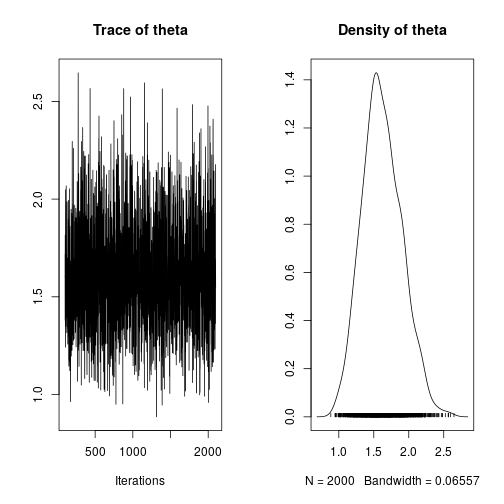 Trace of theta
2.5
2.0
1.5
1.0
500 1000 2000
Iterations
Density of theta
1.4
1.2
1.0
0.8
0.6
0.4
0.2
0.0
1.0 1.5 2.0 2.5
N = 2000 Bandwidth = 0.06557